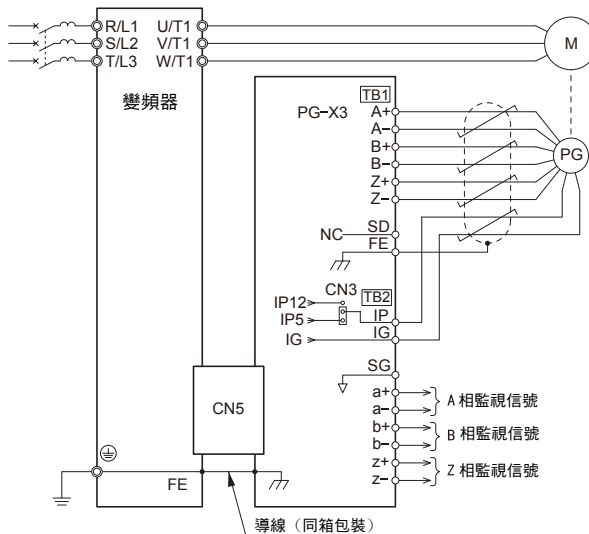 R/L1 U/T1
S/L2 V/T1
T/L3 W/T1
M
變頻器
TB1
PG-X3
A+
A-
B+
B-
PG
Z+
Z-
NC SD
FE
CN3 TB2
IP12
IP
IP5
IG IG
SG
CN5
a+
a-
A 相監視信號
b+
b-
B 相監視信號
z+
z-
Z 相監視信號
FE
導線（同箱包裝）